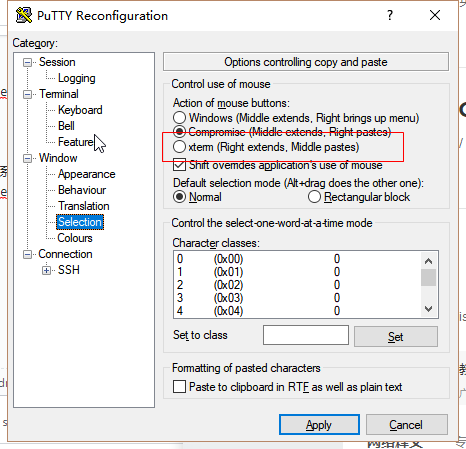 PuTTY Reconfiguration
Category:
Session
Logging
Terminal
Keyboard
Bell
Features
Window
Appearance
Behaviour
Translation
Selection
Colours
Connection
SSH
Options controlling copy and paste
Control use of mouse
Action of mouse buttons:
Windows (Middle extends, Right brings up menu)
Compromise (Middle extends, Right pastes)
xterm (Right extends, Middle pastes)
Shift overrides application's use of mouse
Default selection mode (Alt+drag does the other one):
Normal Rectangular block
Control the select-one-word-at-a-time mode
Character classes:
0 (0x00) 0
1 (0x01) 0
2 (0x02) 0
3 (0x03) 0
4 (0x04) 0
Set to class
Set
Formatting of pasted characters
Paste to clipboard in RTF as well as plain text
Apply Cancel